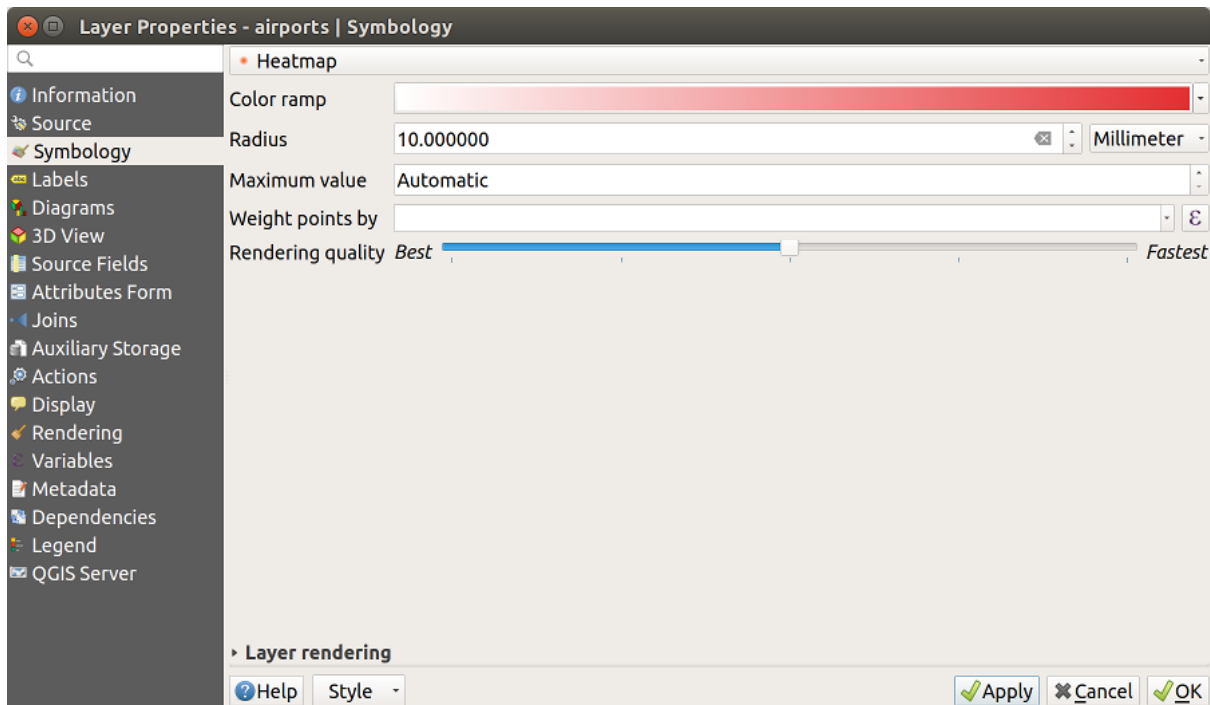 Layer Properties - airports | Symbology
Information
Source
Symbology
Labels
Diagrams
3D View
Source Fields
Attributes Form
Joins
Auxiliary Storage
Actions
Display
Rendering
Variables
Metadata
Dependencies
Legend
QGIS Server
Heatmap
Color ramp
Radius 10.000000 Millimeter
Maximum value Automatic
Weight points by ε
Rendering quality Best Fastest
Layer rendering
Help Style Apply Cancel OK